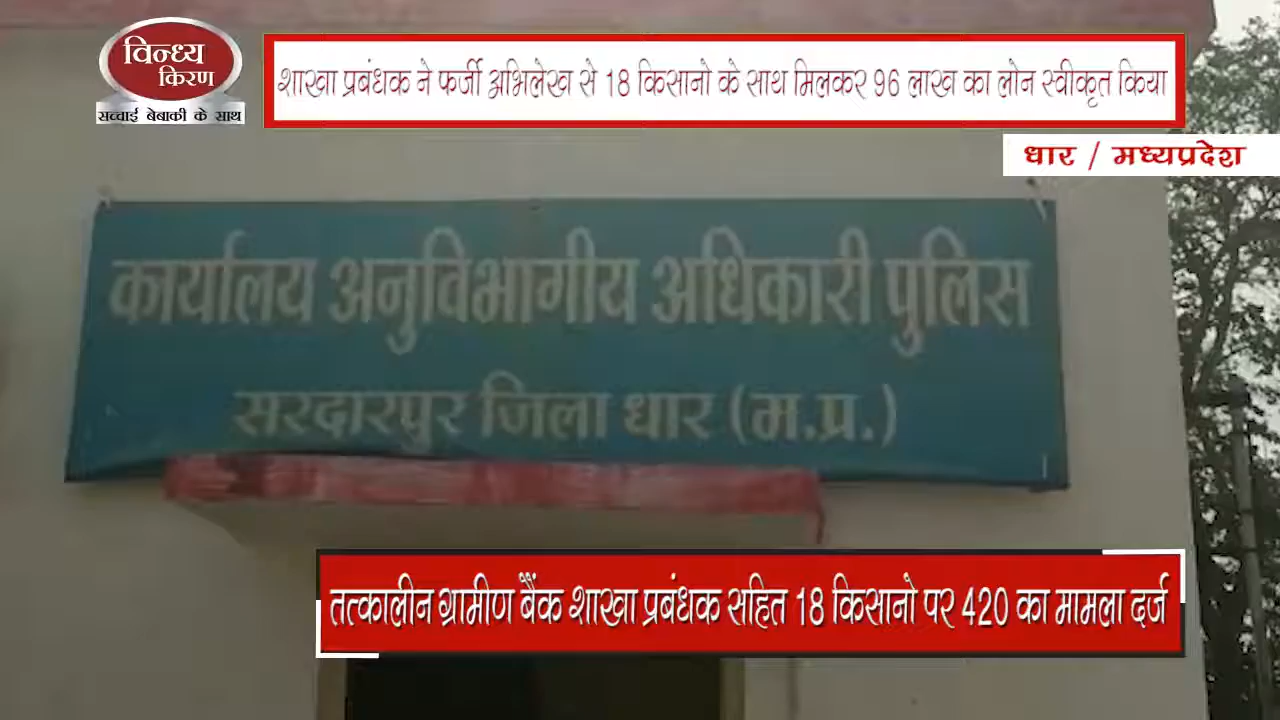 विन्ध्य
किरण
सच्चाई बेबाकी के साथ
शाखा प्रबंधक ने फर्जी अभिलेख से 18 किसानो के साथ मिलकर 96 लाख का लोन स्वीकृत किया
धार / मध्यप्रदेश
कार्यालय अनुविभागीय अधिकारी पुलिस
सरदारपुर जिला धार (म.प्र.)
तत्कालीन ग्रामीण बैंक शाखा प्रबंधक सहित 18 किसानो पर 420 का मामला दर्ज